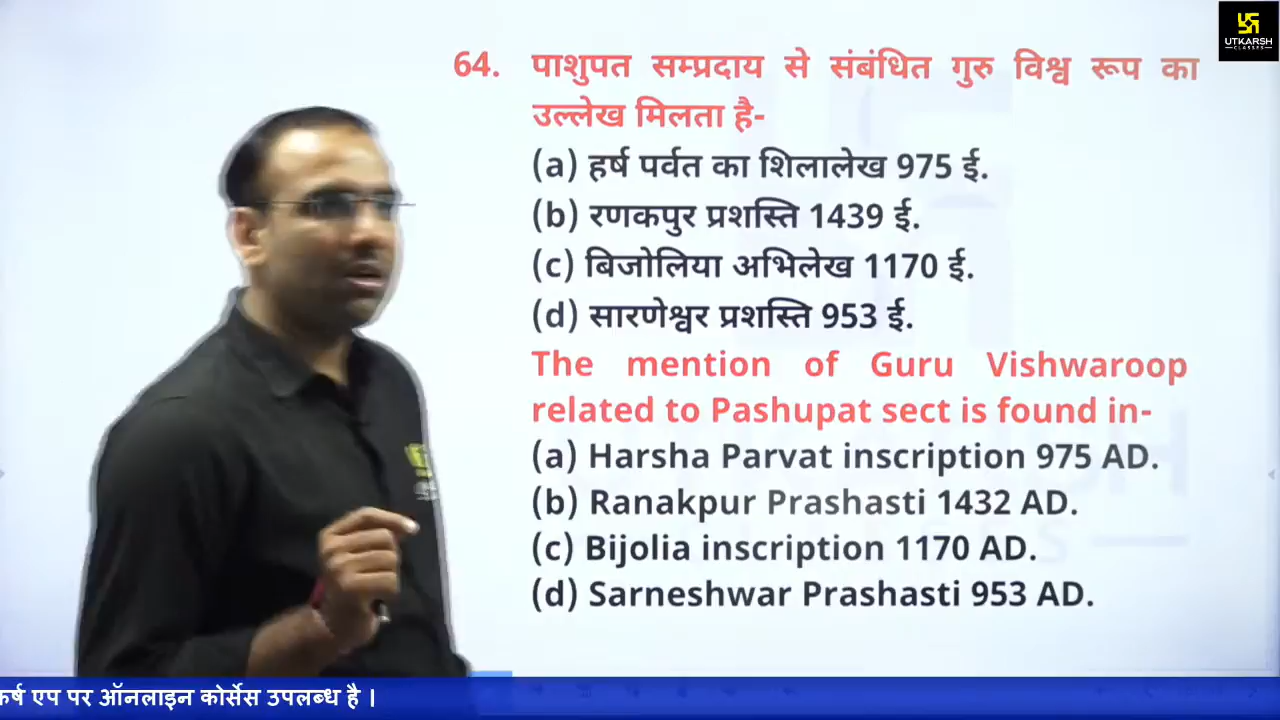 UTKARSH
CLASSES
64. पाशुपत सम्प्रदाय से संबंधित गुरु विश्व रूप का
उल्लेख मिलता है-
(a) हर्ष पर्वत का शिलालेख 975 ई.
(b) रणकपुर प्रशस्ति 1439 ई.
(c) बिजोलिया अभिलेख 1170 ई.
(d) सारणेश्वर प्रशस्ति 953 ई.
The mention of Guru Vishwaroop
related to Pashupat sect is found in-
(a) Harsha Parvat inscription 975 AD.
(b) Ranakpur Prashasti 1432 AD.
(c) Bijolia inscription 1170 AD.
(d) Sarneshwar Prashasti 953 AD.
एप पर ऑनलाइन कोर्सेस उपलब्ध है ।